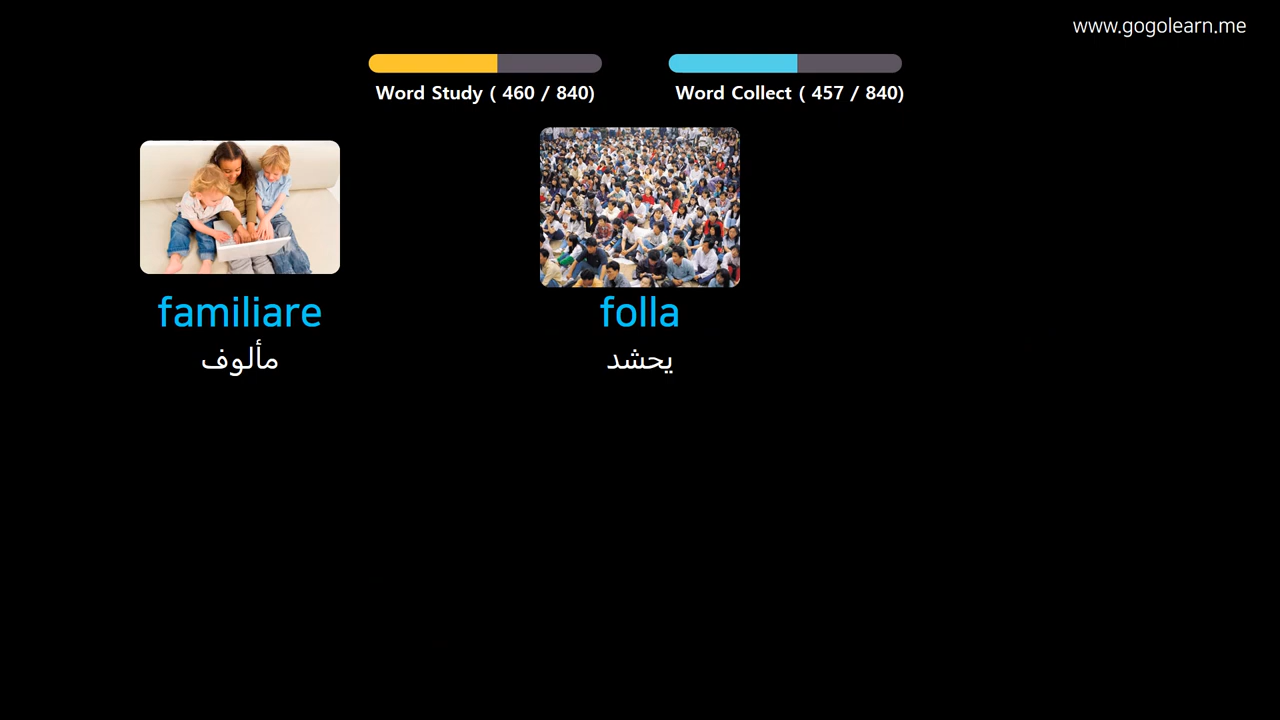 www.gogolearn.me
Word Study ( 460 / 840)
Word Collect ( 457 / 840)
familiare
مألوف
folla
يحشد